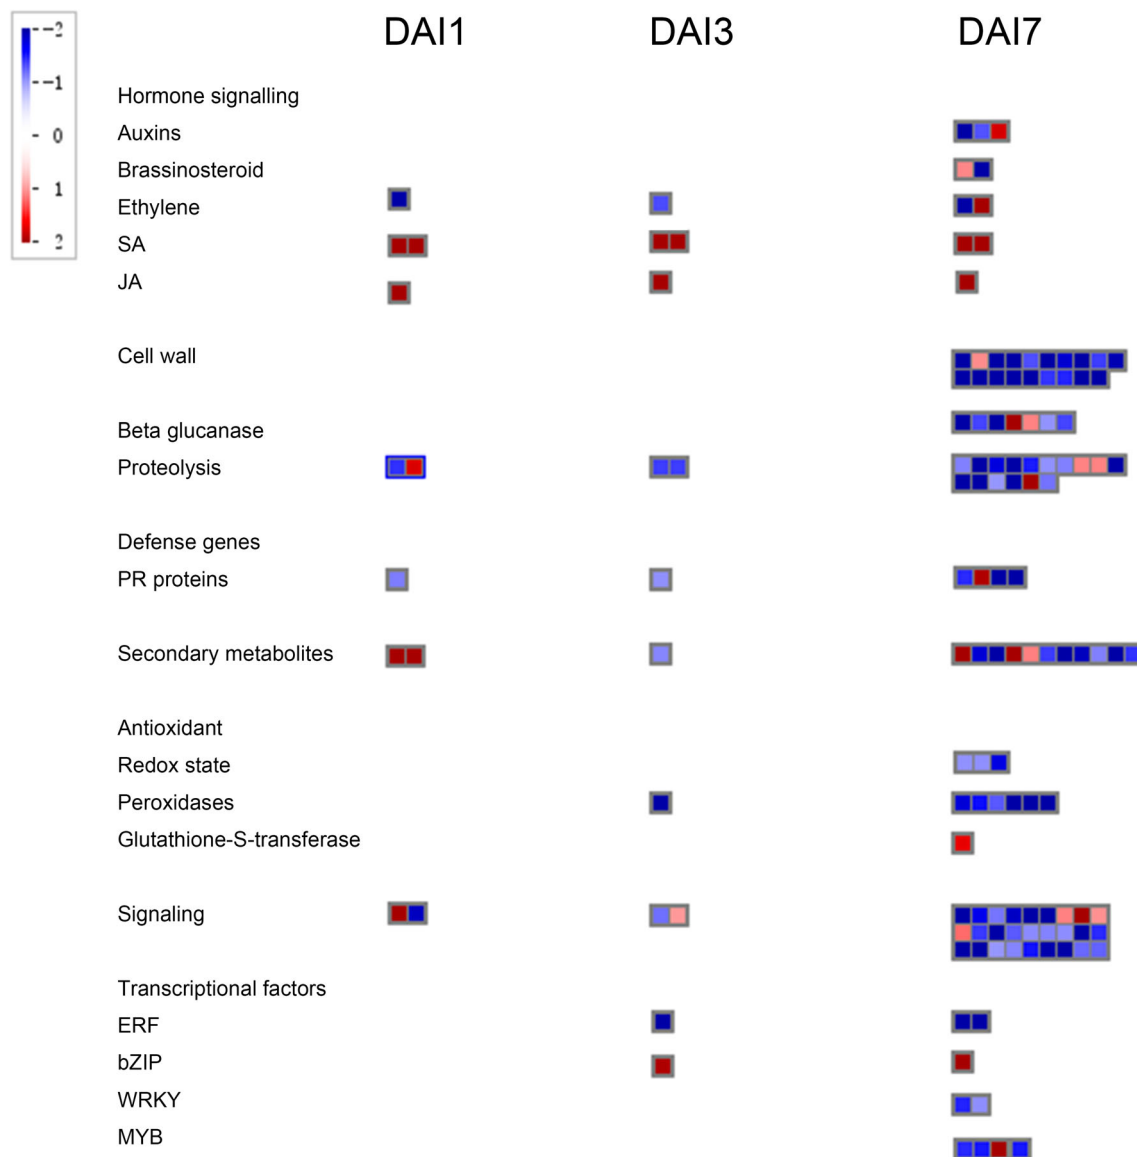 DAI1 DAI3 DAI7
-2
-1
0
1
2
Hormone signalling
Auxins
Brassinosteroid
Ethylene
SA
JA
Cell wall
Beta glucanase
Proteolysis
Defense genes
PR proteins
Secondary metabolites
Antioxidant
Redox state
Peroxidases
Glutathione-S-transferase
Signaling
Transcriptional factors
ERF
bZIP
WRKY
MYB